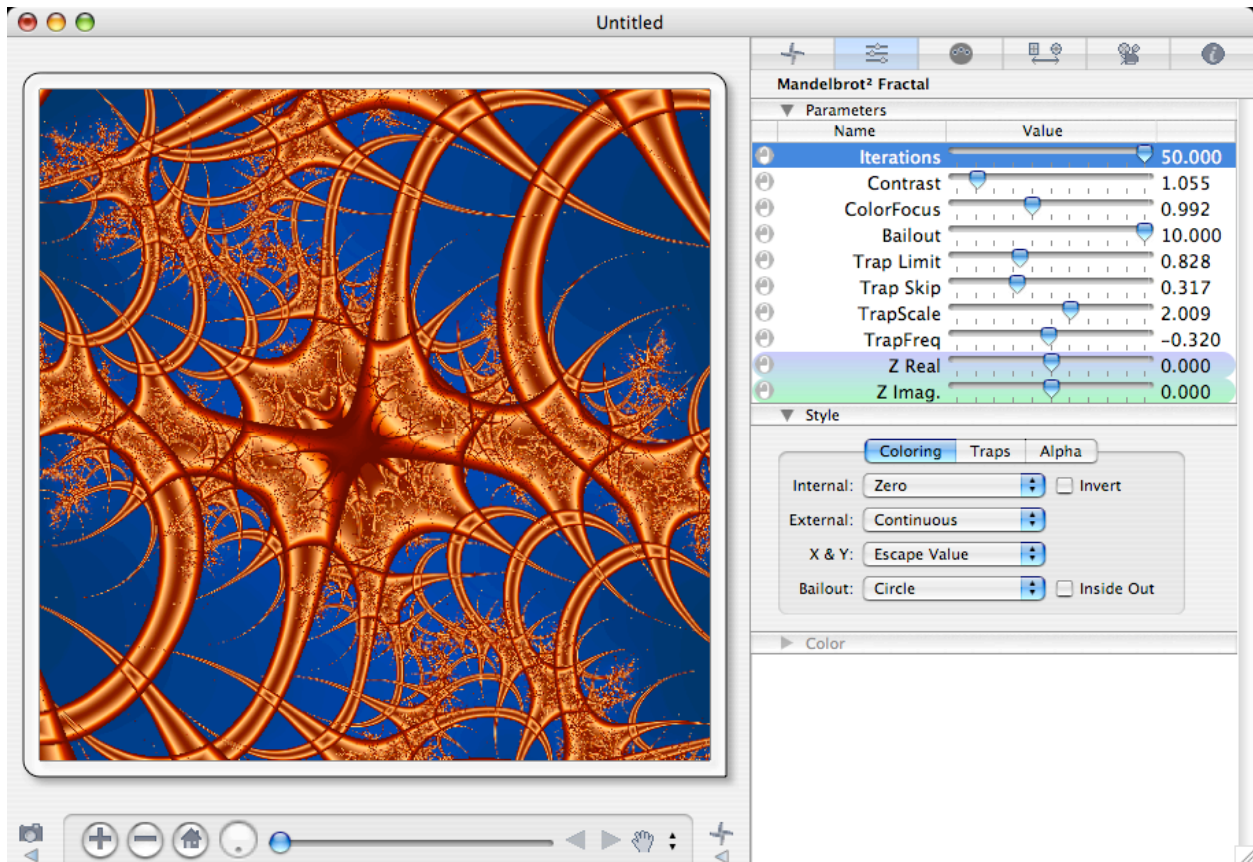 Untitled
Mandelbrot² Fractal
Parameters
Name Value
Iterations 50.000
Contrast 1.055
ColorFocus 0.992
Bailout 10.000
Trap Limit 0.828
Trap Skip 0.317
TrapScale 2.009
TrapFreq -0.320
Z Real 0.000
Z Imag. 0.000
Style
Coloring Traps Alpha
Internal: Zero Invert
External: Continuous
X & Y: Escape Value
Bailout: Circle Inside Out
Color